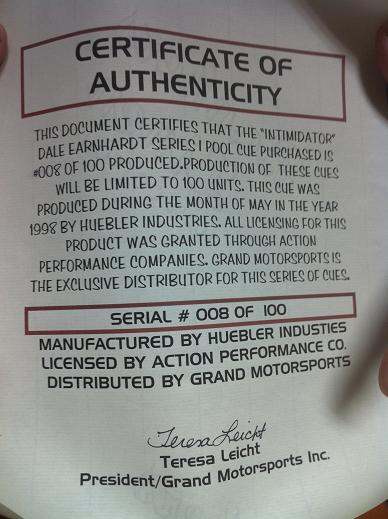 CERTIFICATE OF
AUTHENTICITY
THIS DOCUMENT CERTIFIES THAT THE "INTIMIDATOR"
DALE EARNHARDT SERIES I POOL CUE PURCHASED IS
#008 OF 100 PRODUCED.PRODUCTION OF THESE CUES
WILL BE LIMITED TO 100 UNITS. THIS CUE WAS
PRODUCED DURING THE MONTH OF MAY IN THE YEAR
1998 BY HUEBLER INDUSTRIES. ALL LICENSING FOR THIS
PRODUCT WAS GRANTED THROUGH ACTION
PERFORMANCE COMPANIES. GRAND MOTORSPORTS IS
THE EXCLUSIVE DISTRIBUTOR FOR THIS SERIES OF CUES.
SERIAL # 008 OF 100
MANUFACTURED BY HUEBLER INDUSTIES
LICENSED BY ACTION PERFORMANCE CO.
DISTRIBUTED BY GRAND MOTORSPORTS
Teresa Leicht
Teresa Leicht
President/Grand Motorsports Inc.